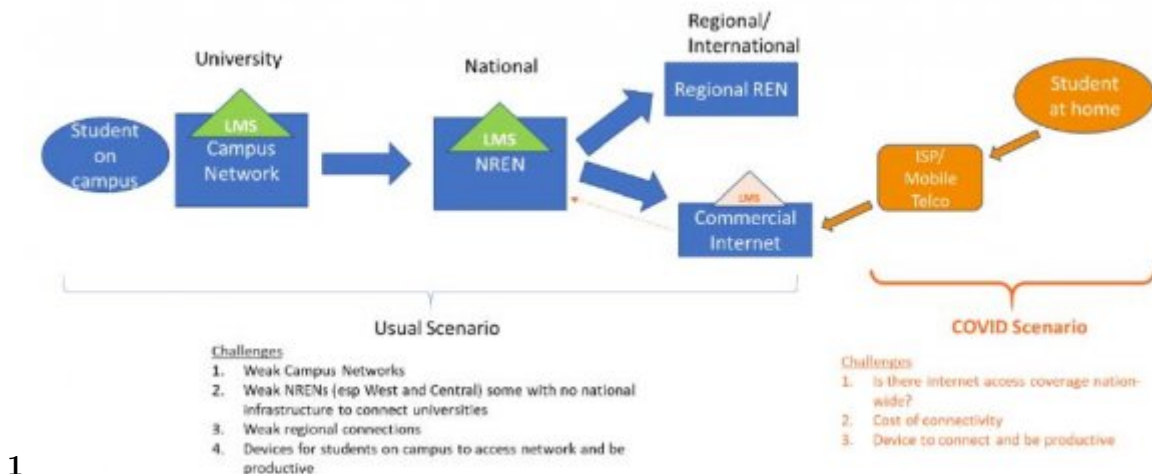 Regional/
International
University
National
Regional REN
Student
at home
LMS
Student
on
campus
Campus
Network
LMS
NREN
ISP/
Mobile
Telco
LMS
Commercial
Internet
Usual Scenario
COVID Scenario
Challenges
1. Weak Campus Networks
2. Weak NRENs (esp West and Central) some with no national
infrastructure to connect universities
3. Weak regional connections
4. Devices for students on campus to access network and be
productive
Challenges
1. Is there internet access coverage nation-
wide?
2. Cost of connectivity
3. Device to connect and be productive
1